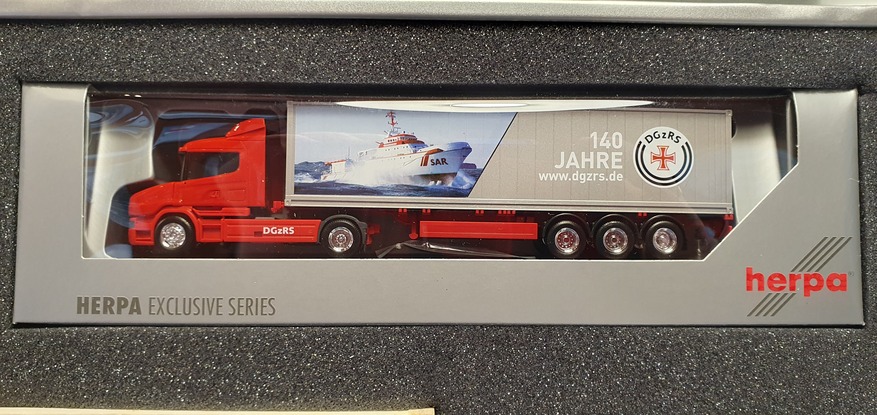 140
JAHRE
www.dgzrs.de
DGzRS
SAR
DGzRS
HERPA EXCLUSIVE SERIES
herpa